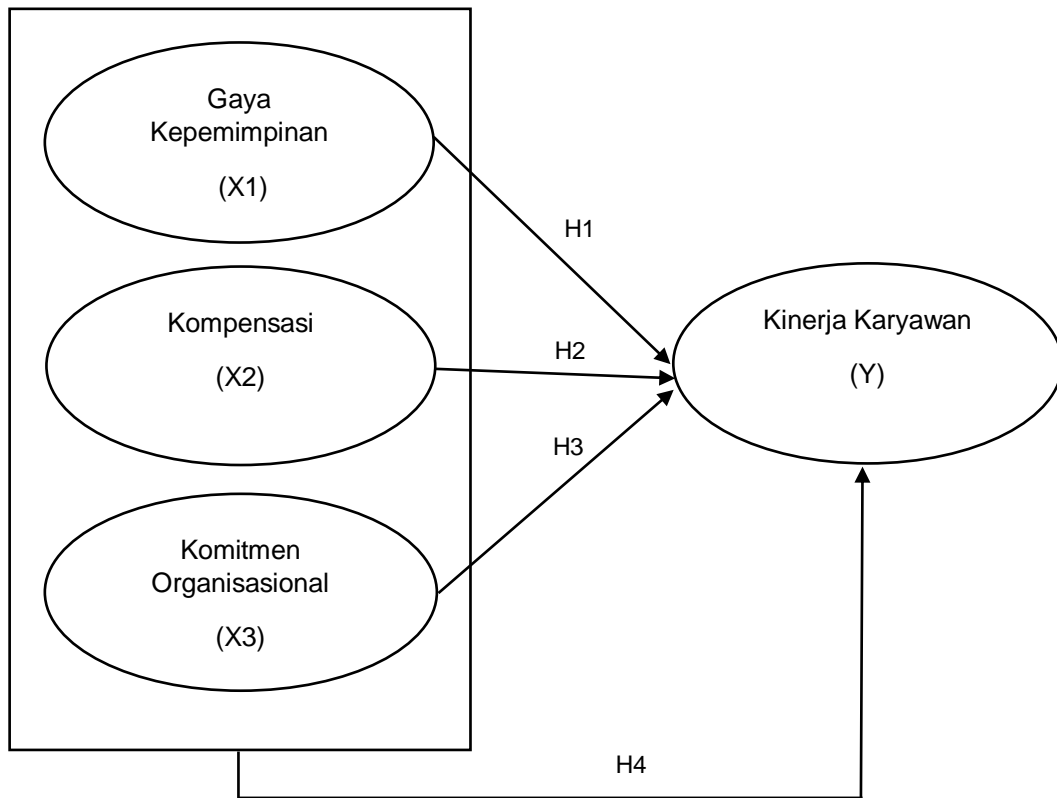 Gaya
Kepemimpinan
(X1)
H1
Kompensasi
(X2)
H2
Kinerja Karyawan
(Y)
H3
Komitmen
Organisasional
(X3)
H4